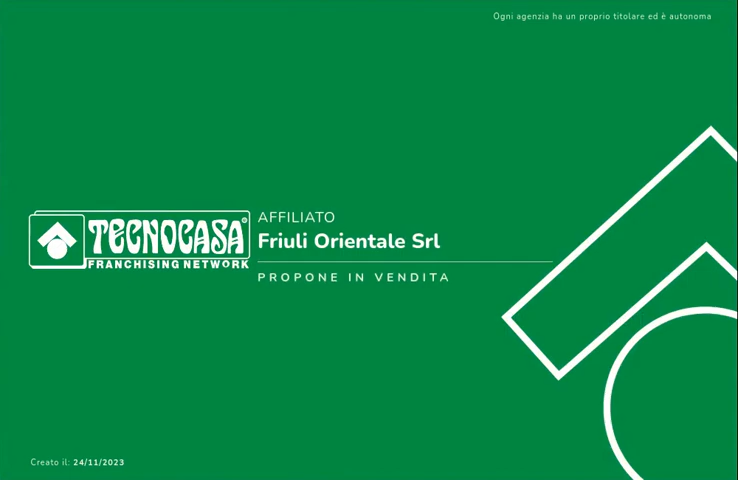 Ogni agenzia ha un proprio titolare ed è autonoma
TECNOCASA®
FRANCHISING NETWORK
AFFILIATO
Friuli Orientale Srl
PROPONE IN VENDITA
Creato il: 24/11/2023